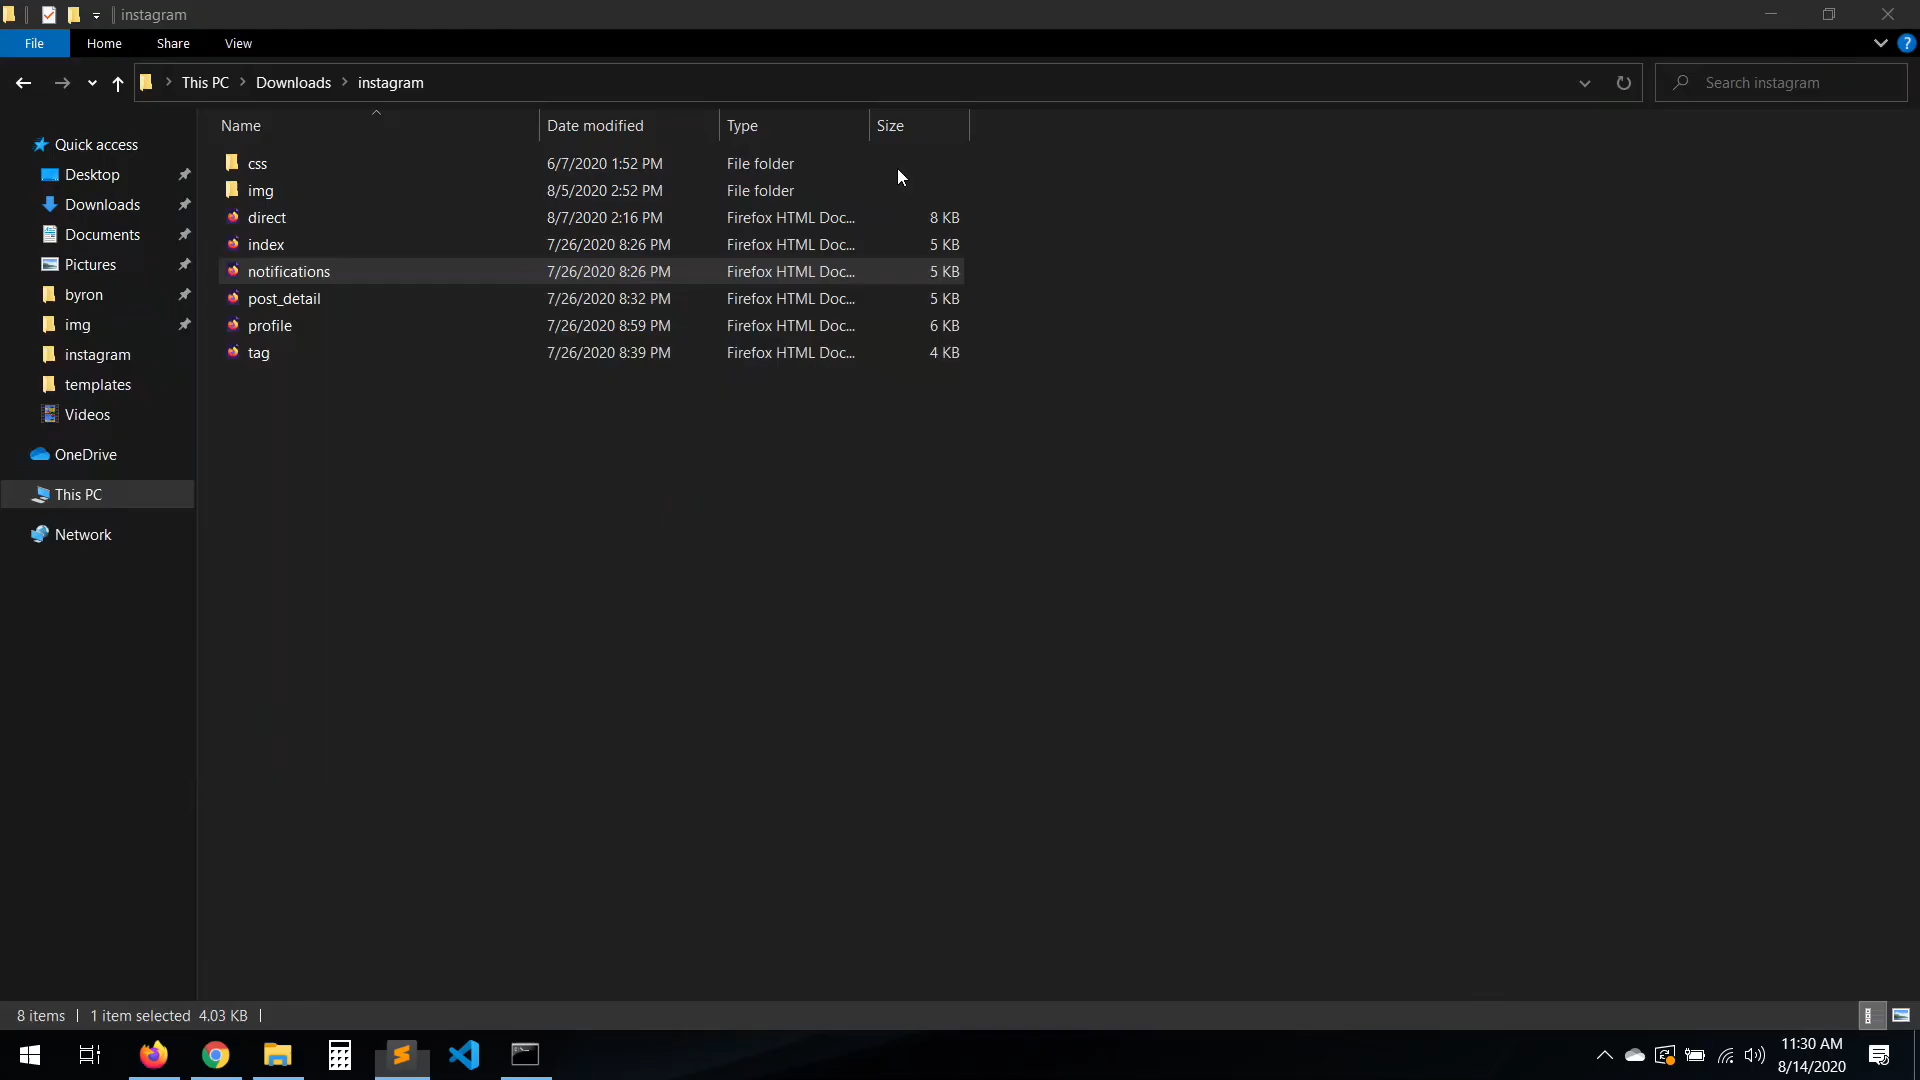 instagram
File Home Share View
This PC Downloads instagram Search instagram
Name Date modified Type Size
Quick access
Desktop
Downloads
Documents
Pictures
byron
img
instagram
templates
Videos
OneDrive
This PC
Network
css 6/7/2020 1:52 PM File folder
img 8/5/2020 2:52 PM File folder
direct 8/7/2020 2:16 PM Firefox HTML Doc... 8 KB
index 7/26/2020 8:26 PM Firefox HTML Doc... 5 KB
notifications 7/26/2020 8:26 PM Firefox HTML Doc... 5 KB
post_detail 7/26/2020 8:32 PM Firefox HTML Doc... 5 KB
profile 7/26/2020 8:59 PM Firefox HTML Doc... 6 KB
tag 7/26/2020 8:39 PM Firefox HTML Doc... 4 KB
8 items 1 item selected 4.03 KB
11:30 AM
8/14/2020